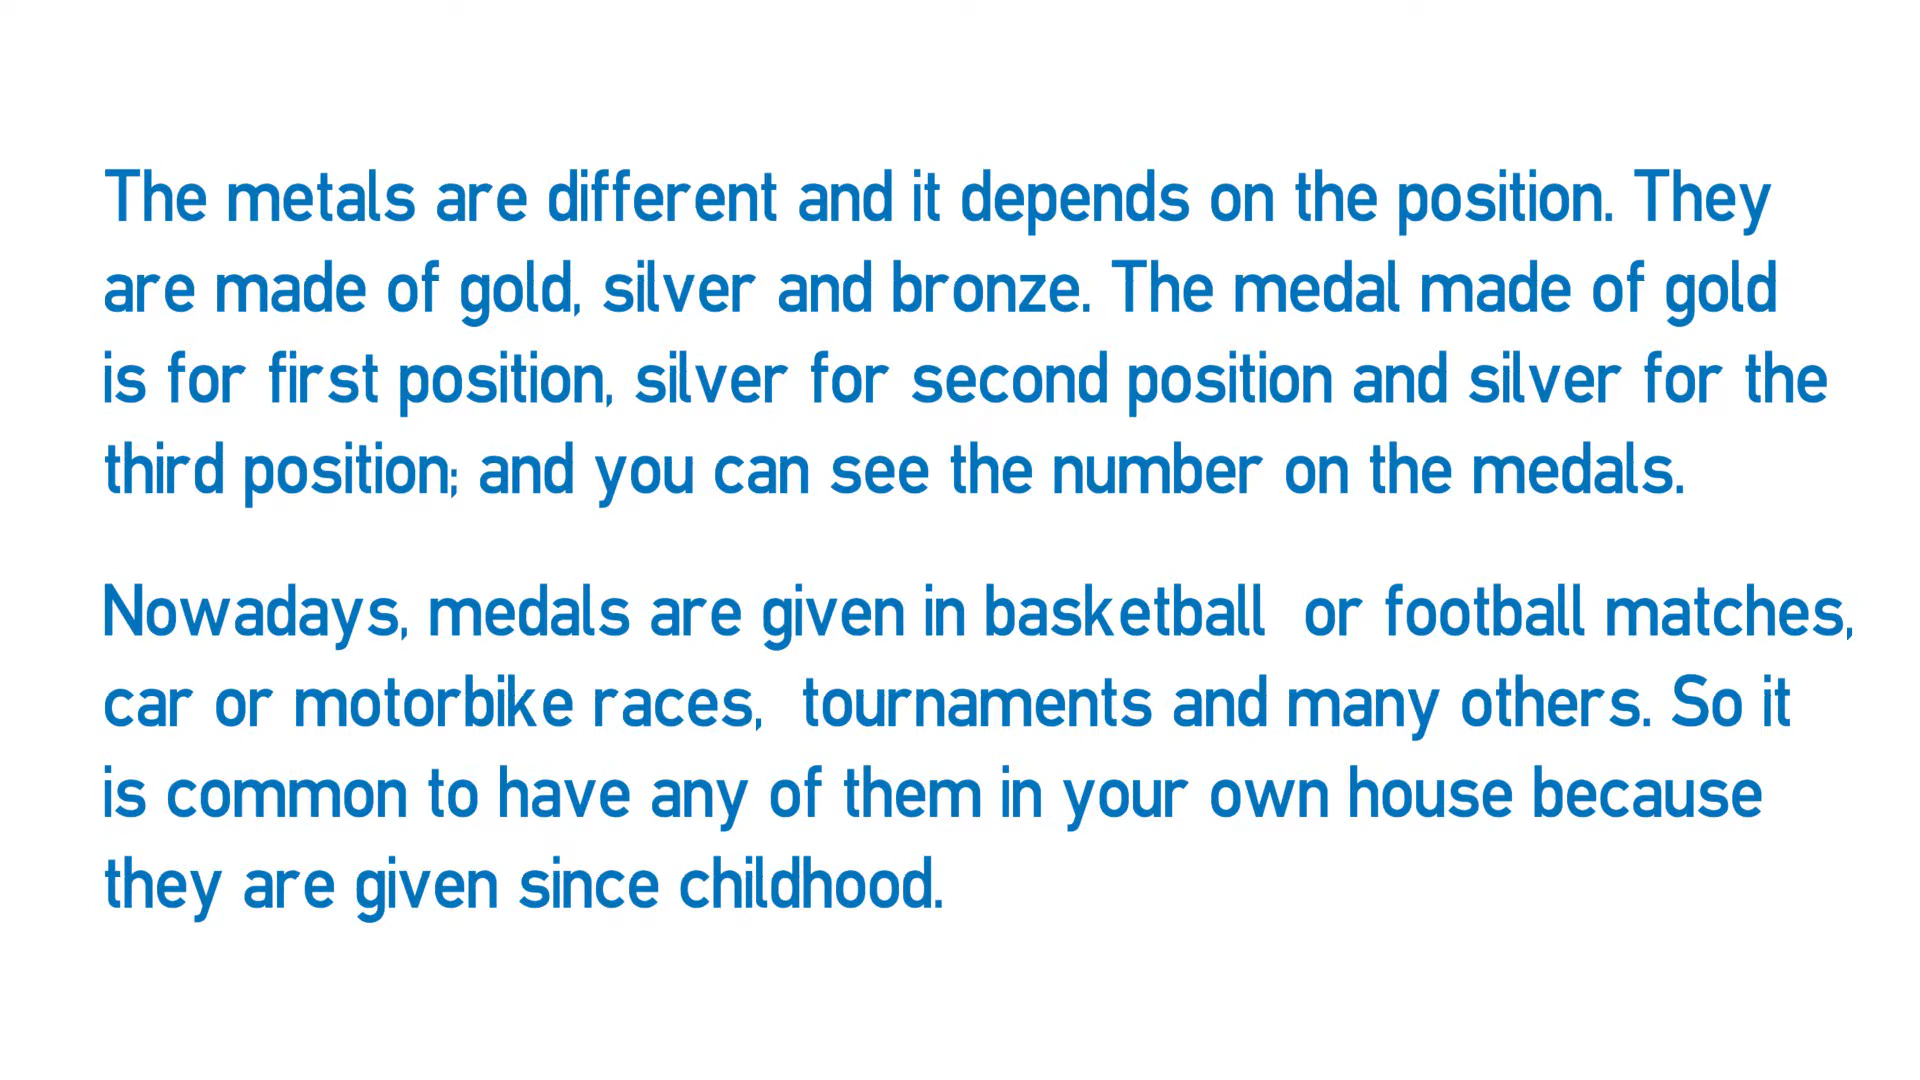 The metals are different and it depends on the position. They
are made of gold, silver and bronze. The medal made of gold
is for first position, silver for second position and silver for the
third position; and you can see the number on the medals.
Nowadays, medals are given in basketball  or football matches,
car or motorbike races,  tournaments and many others. So it
is common to have any of them in your own house because
they are given since childhood.